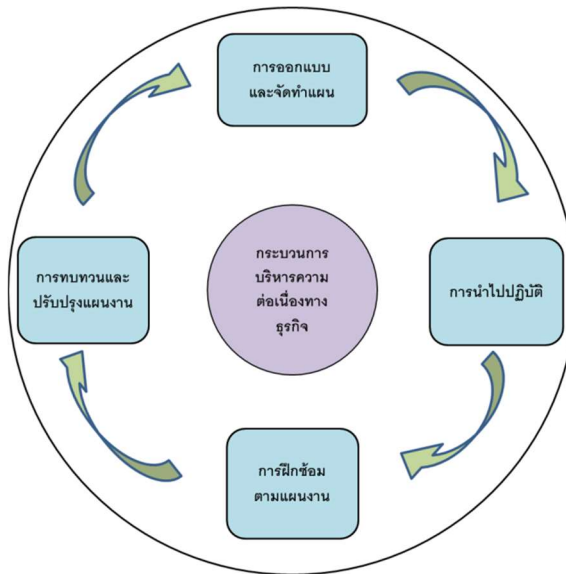 การออกแบบ
และจัดทำแผน
กระบวนการ
บริหารความ
ต่อเนื่องทาง
ธุรกิจ
การทบทวนและ
ปรับปรุงแผนงาน
การนำไปปฏิบัติ
การฝึกซ้อม
ตามแผนงาน